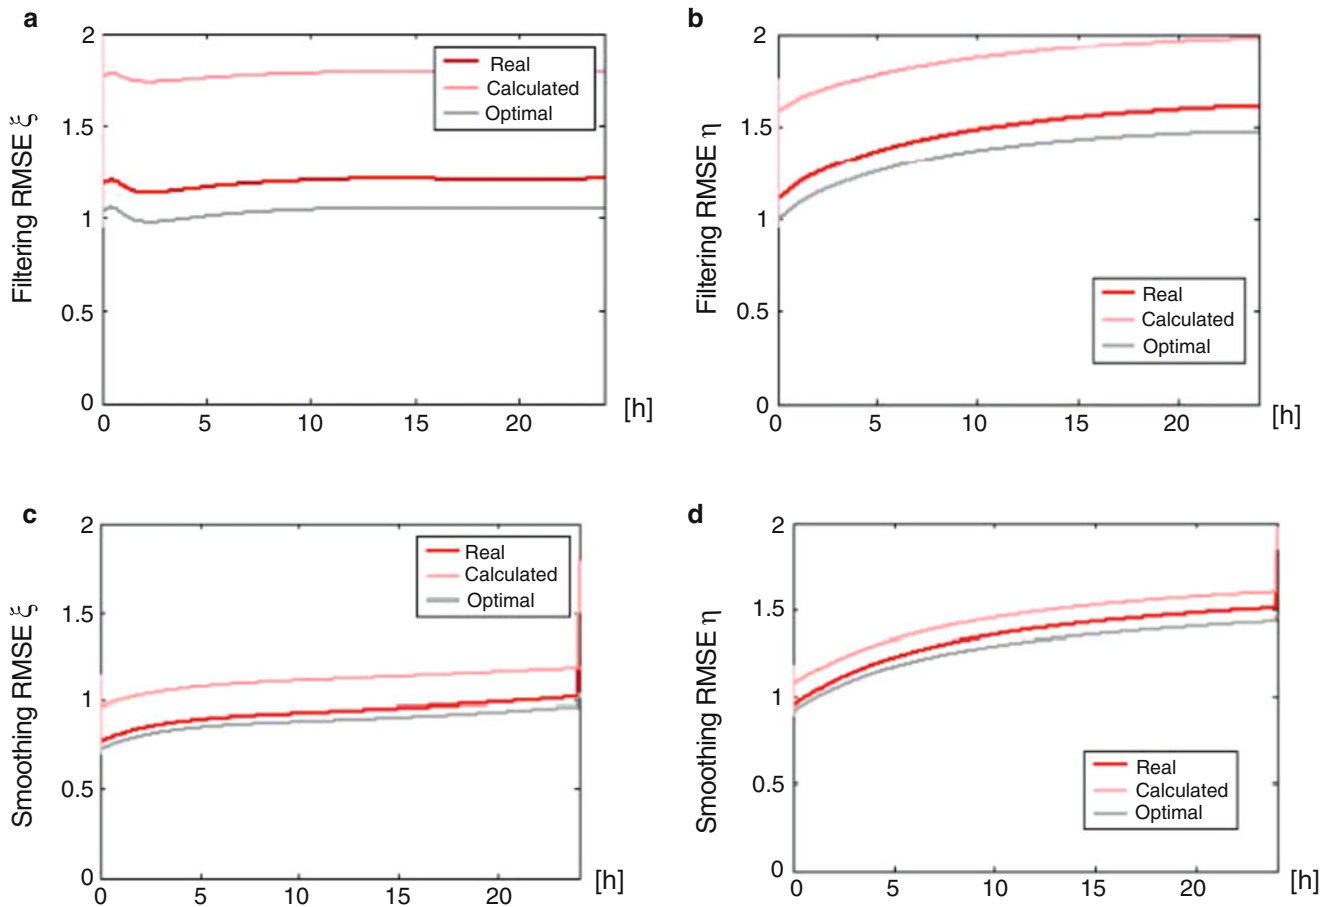 a
2
1.5
1
0.5
0
0 5 10 15 20 [h]
Filtering RMSE ξ
Real
Calculated
Optimal
b
2
1.5
1
0.5
0
0 5 10 15 20 [h]
Filtering RMSE η
Real
Calculated
Optimal
c
2
1.5
1
0.5
0
0 5 10 15 20 [h]
Smoothing RMSE ξ
Real
Calculated
Optimal
d
2
1.5
1
0.5
0
0 5 10 15 20 [h]
Smoothing RMSE η
Real
Calculated
Optimal